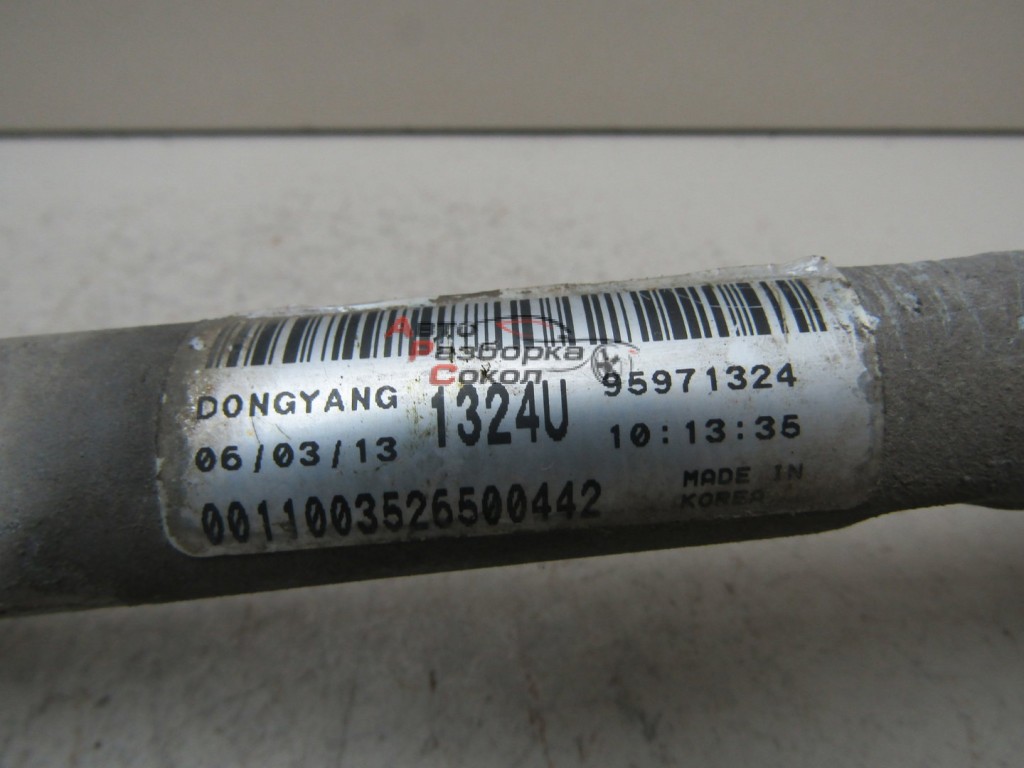 Авто
Разборка
Сокол
DONGYANG 1324U 95971324
06/03/13 10:13:35
0011003526500442
MADE IN
KOREA